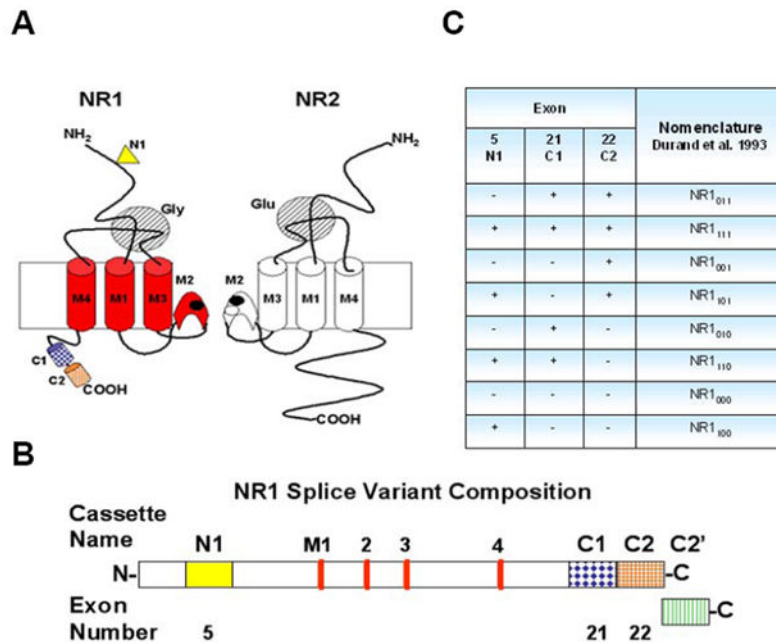 A
NR1
NR2
NH2
N1
NH2
Gly
Glu
M4
M1
M3
M2
M2
M3
M1
M4
C1
C2
COOH
COOH
C
Exon
Nomenclature
Durand et al. 1993
5
N1
21
C1
22
C2
- + + NR1011
+ + + NR1111
- - + NR1001
+ - + NR1101
- + - NR1010
+ + - NR1110
- - - NR1000
+ - - NR1100
B
NR1 Splice Variant Composition
Cassette
Name
N1 M1 2 3 4 C1 C2 C2'
N- -C
-C
Exon
Number 5 21 22